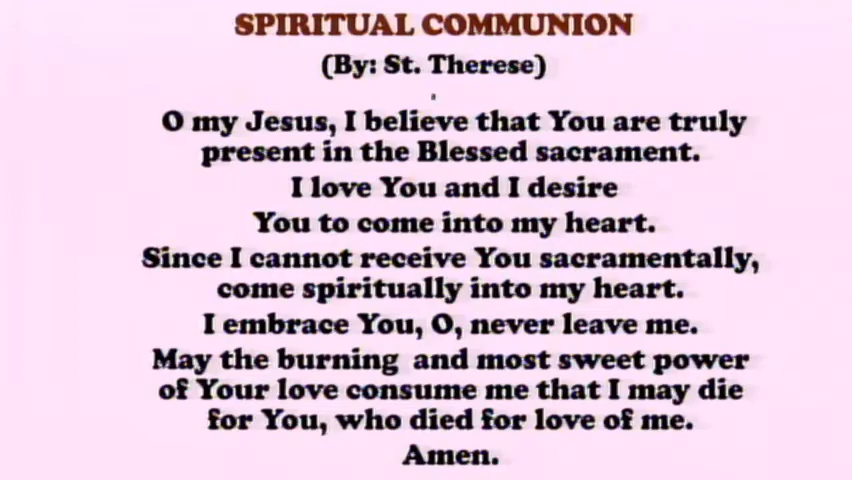 SPIRITUAL COMMUNION
(By: St. Therese)
O my Jesus, I believe that You are truly
present in the Blessed sacrament.
I love You and I desire
You to come into my heart.
Since I cannot receive You sacramentally,
come spiritually into my heart.
I embrace You, O, never leave me.
May the burning and most sweet power
of Your love consume me that I may die
for You, who died for love of me.
Amen.